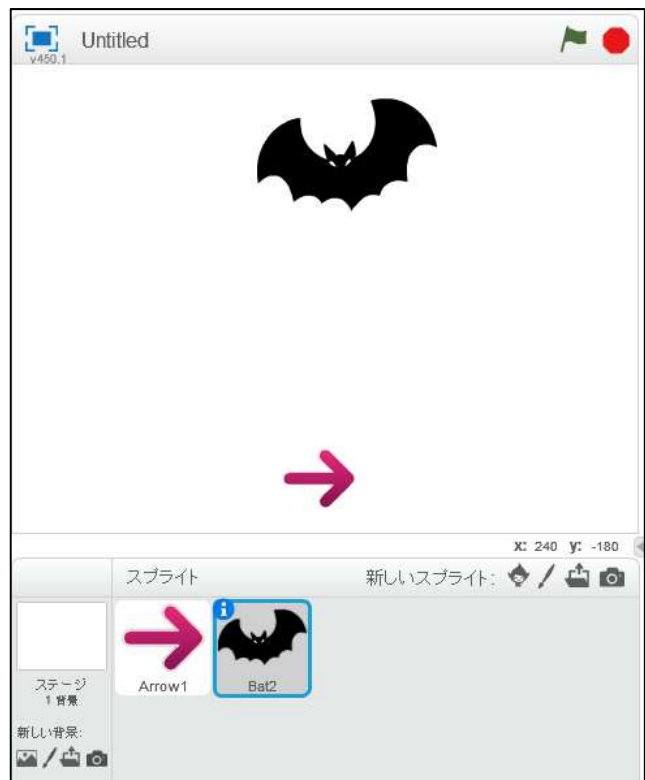 Untitled
v450.1
x: 240 y: -180
スプライト
新しいスプライト:
Arrow1
Bat2
ステージ
1 背景
新しい背景: